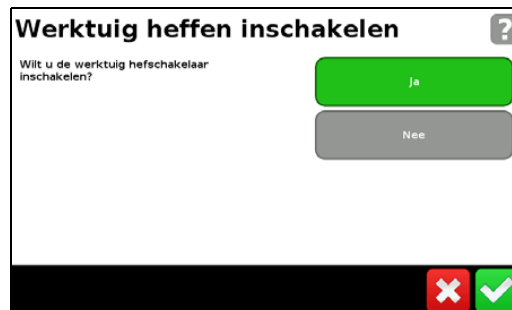 Werktuig heffen inschakelen
?
Wilt u de werktuig hefschakelaar
inschakelen?
Ja
Nee